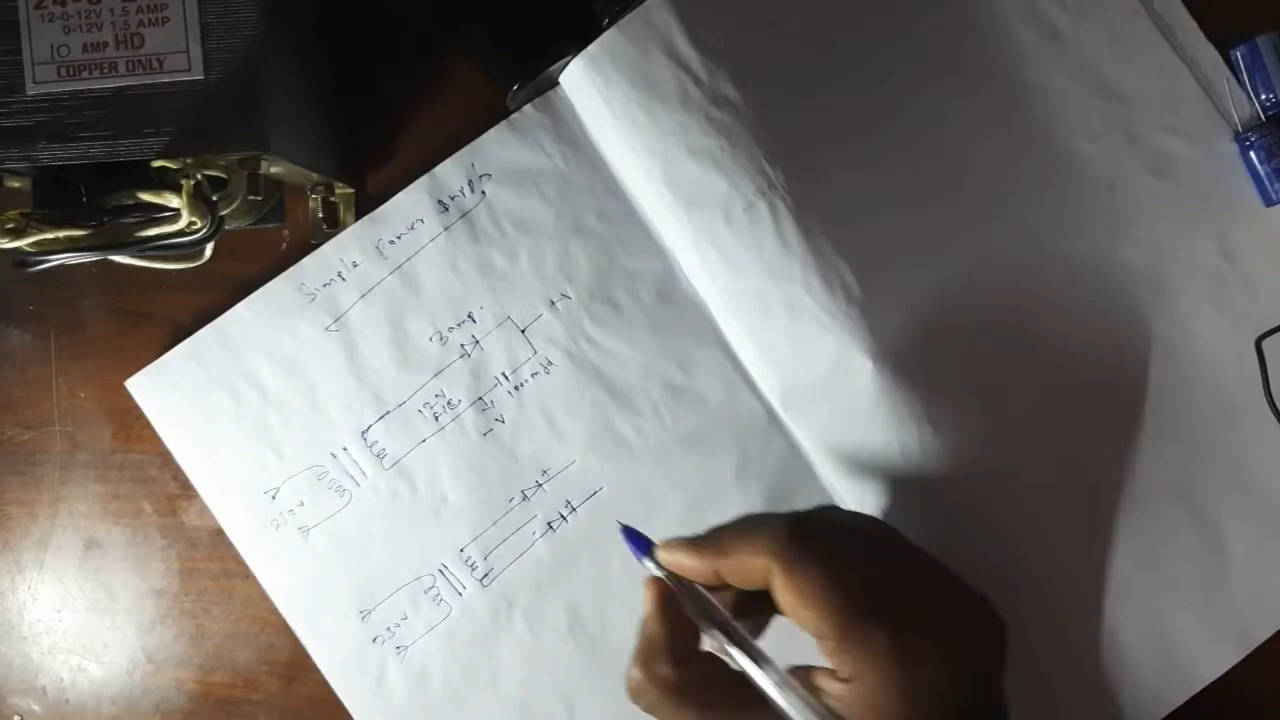 12-0-12V 1.5 AMP
0-12V 1.5 AMP
10 AMP HD
COPPER ONLY
Simple Power
3amp.
+V
12V
1000mfd
-V
230V
+
+
230V